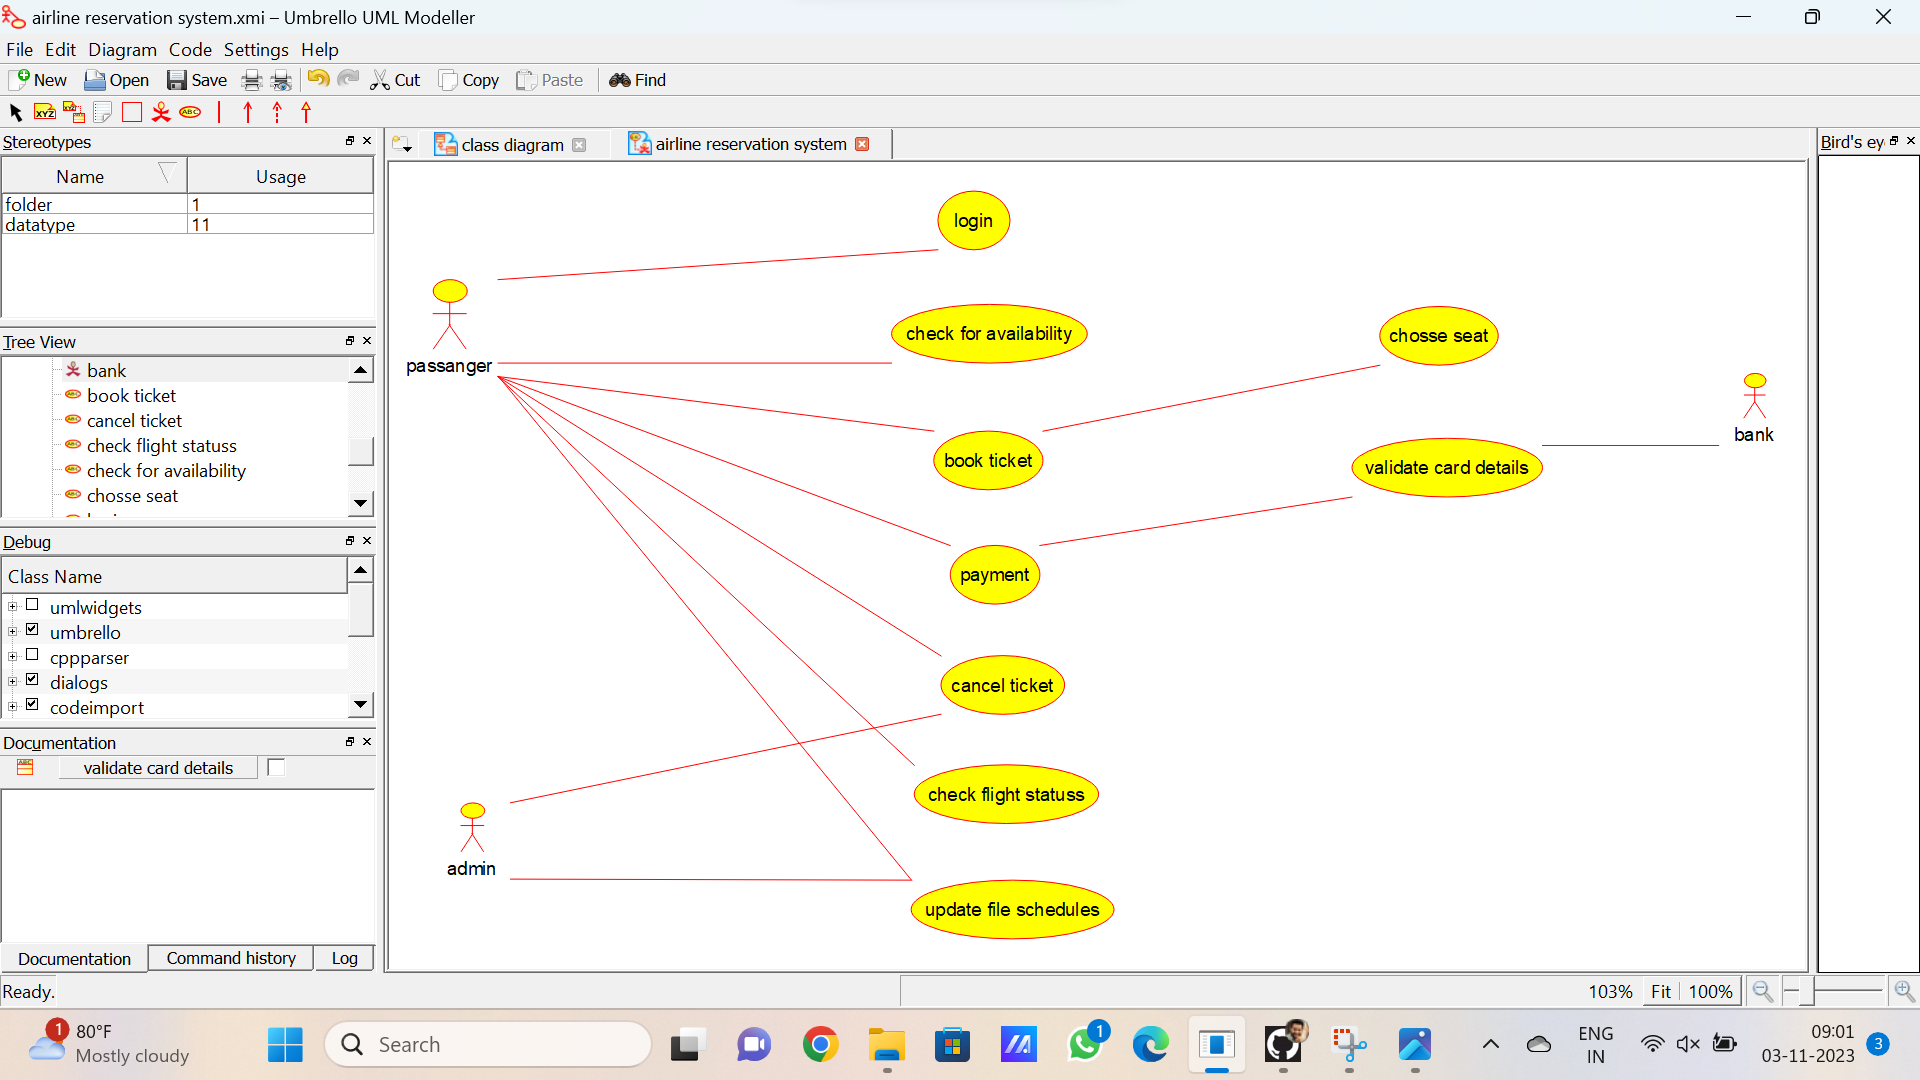 airline reservation system.xmi – Umbrello UML Modeller
File Edit Diagram Code Settings Help
New Open Save Cut Copy Paste Find
XYZ XYZ ABC
Stereotypes
Name Usage
folder 1
datatype 11
Tree View
bank
book ticket
cancel ticket
check flight statuss
check for availability
chosse seat
Debug
Class Name
umlwidgets
umbrello
cppparser
dialogs
codeimport
Documentation
validate card details
Documentation Command history Log
class diagram airline reservation system
Bird's ey
login
check for availability
chosse seat
passanger
bank
book ticket
validate card details
payment
cancel ticket
check flight statuss
admin
update file schedules
Ready.
103% Fit 100%
1 80°F
Mostly cloudy
Search
1
ENG
IN
09:01
03-11-2023
3